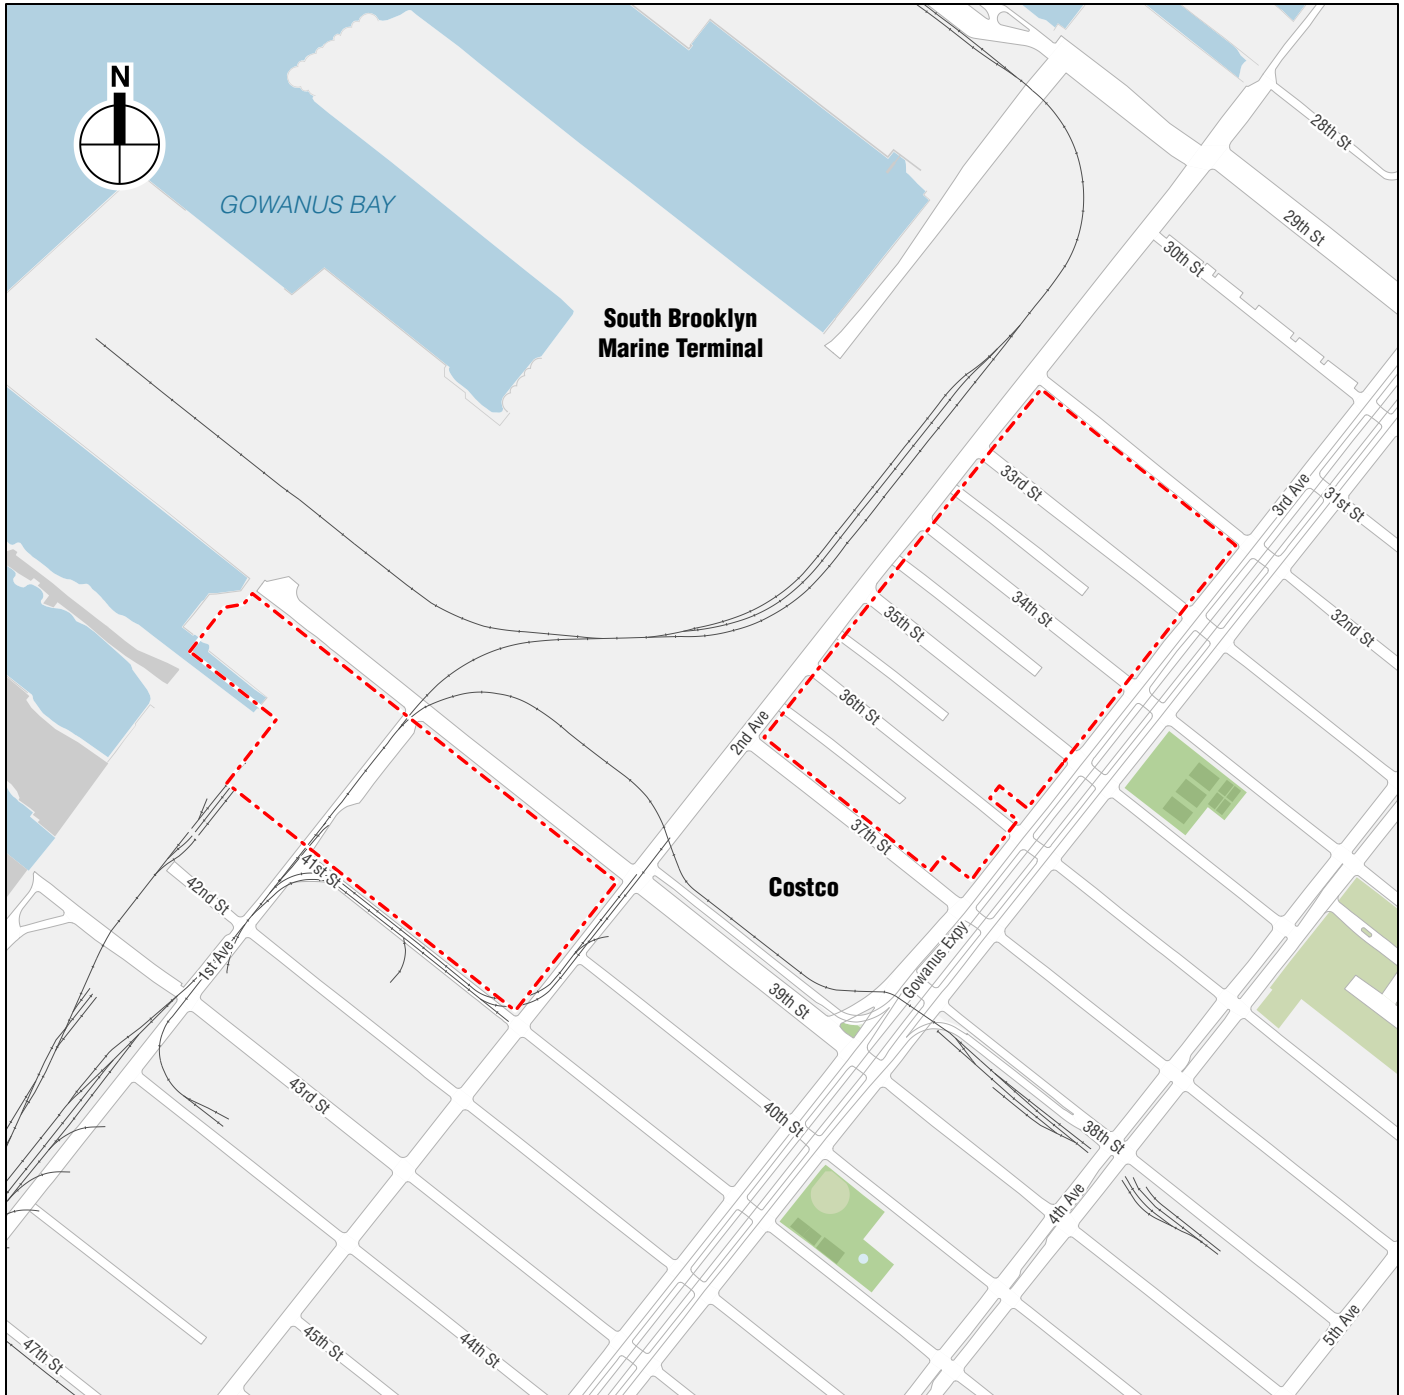 N
28th St
GOWANUS BAY
29th St
30th St
South Brooklyn
Marine Terminal
33rd St
3rd Ave
31st St
34th St
35th St
32nd St
36th St
2nd Ave
37th St
41st St
42nd St
Costco
1st Ave
Gowanus Expy
39th St
43rd St
40th St
38th St
4th Ave
5th Ave
45th St
44th St
47th St